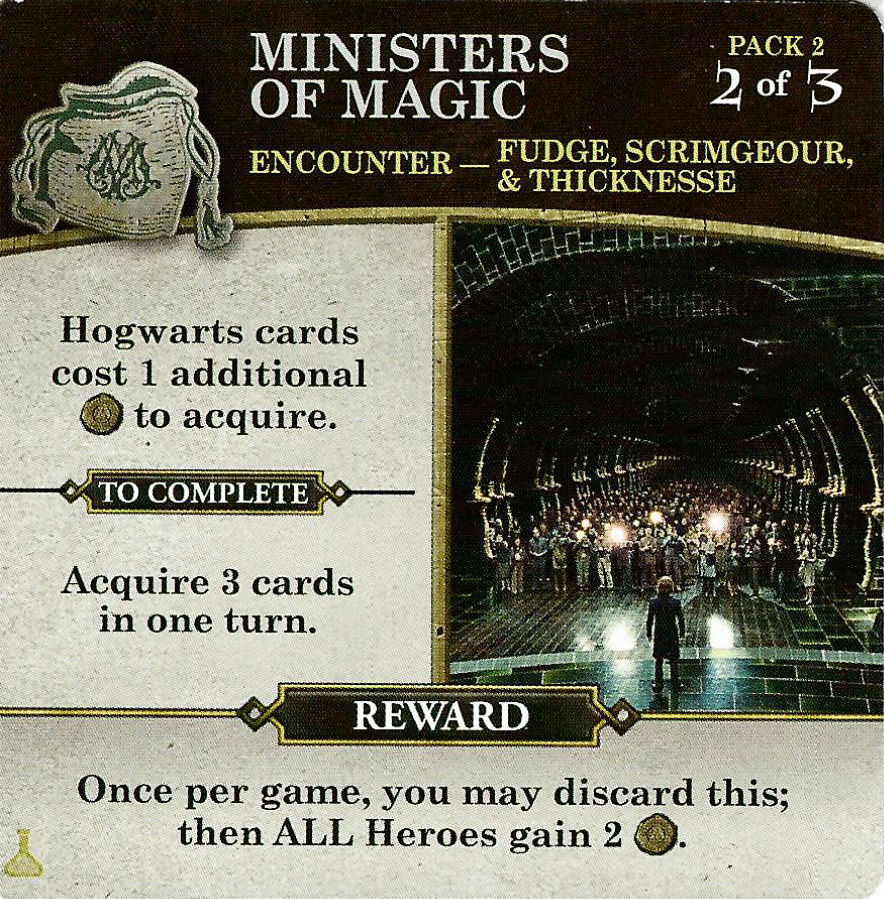 MINISTERS
OF MAGIC
PACK 2
2 of 3
ENCOUNTER — FUDGE, SCRIMGEOUR,
& THICKNESSE
Hogwarts cards
cost 1 additional
to acquire.
TO COMPLETE
Acquire 3 cards
in one turn.
REWARD
Once per game, you may discard this;
then ALL Heroes gain 2 .